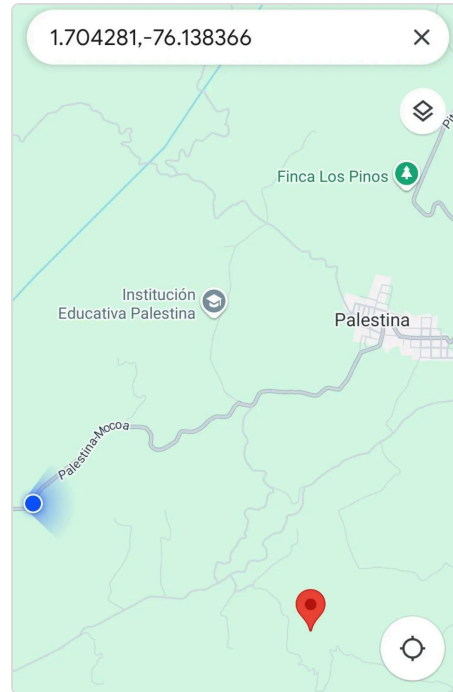 1.704281,-76.138366
Finca Los Pinos
Institución
Educativa Palestina
Palestina
Palestina-Mocoa